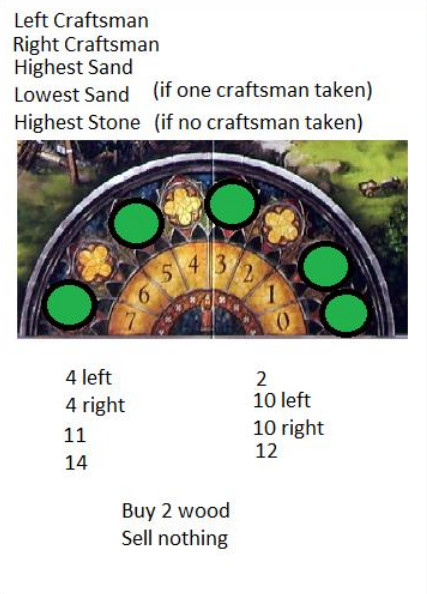 Left Craftsman
Right Craftsman
Highest Sand
Lowest Sand (if one craftsman taken)
Highest Stone (if no craftsman taken)
7 6 5 4 3 2 1 0
4 left
4 right
11
14
2
10 left
10 right
12
Buy 2 wood
Sell nothing